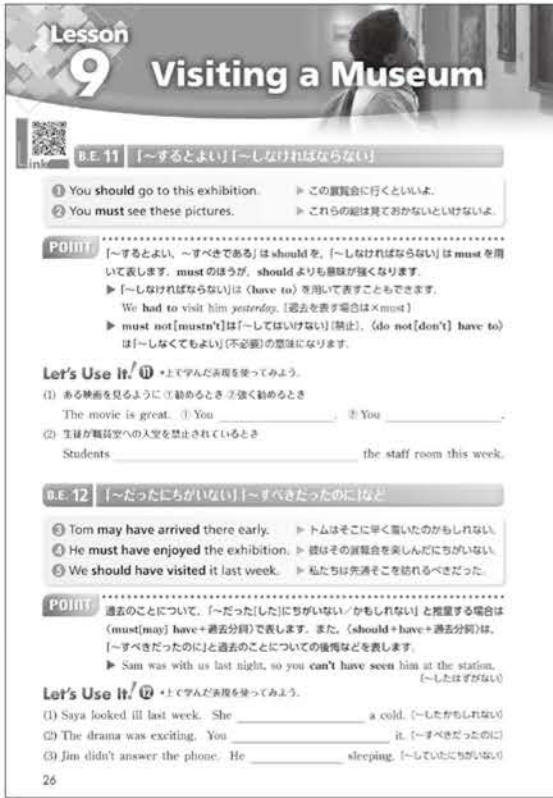 Lesson
9
Visiting a Museum
Link
B.E. 11 「～するとよい」「～しなければならない」
❶ You should go to this exhibition. ▶ この展覧会に行くといいよ.
❷ You must see these pictures. ▶ これらの絵は見ておかないといけないよ.
POINT
「～するとよい, ～すべきである」は should を, 「～しなければならない」は must を用
いて表します. must のほうが, should よりも意味が強くなります.
▶「～しなければならない」は〈have to〉を用いて表すこともできます.
We had to visit him yesterday. [過去を表す場合は×must]
▶ must not[mustn't]は「～してはいけない」(禁止), 〈do not[don't] have to〉
は「～しなくてもよい」(不必要)の意味になります.
Let's Use It! ⓫ *上で学んだ表現を使ってみよう.
(1) ある映画を見るように ①勧めるとき ②強く勧めるとき
The movie is great. ① You ____________. ② You ____________.
(2) 生徒が職員室への入室を禁止されているとき
Students ____________ the staff room this week.
B.E. 12 「～だったにちがいない」「～すべきだったのに」など
❸ Tom may have arrived there early. ▶ トムはそこに早く着いたのかもしれない.
❹ He must have enjoyed the exhibition. ▶ 彼はその展覧会を楽しんだにちがいない.
❺ We should have visited it last week. ▶ 私たちは先週そこを訪れるべきだった.
POINT
過去のことについて, 「～だった[した]にちがいない／かもしれない」と推量する場合は
〈must[may] have＋過去分詞〉で表します. また, 〈should＋have＋過去分詞〉は,
「～すべきだったのに」と過去のことについての後悔などを表します.
▶ Sam was with us last night, so you can't have seen him at the station.
(～したはずがない)
Let's Use It! ⓬ *上で学んだ表現を使ってみよう.
(1) Saya looked ill last week. She ____________ a cold. (～したかもしれない)
(2) The drama was exciting. You ____________ it. (～すべきだったのに)
(3) Jim didn't answer the phone. He ____________ sleeping. (～していたにちがいない)
26